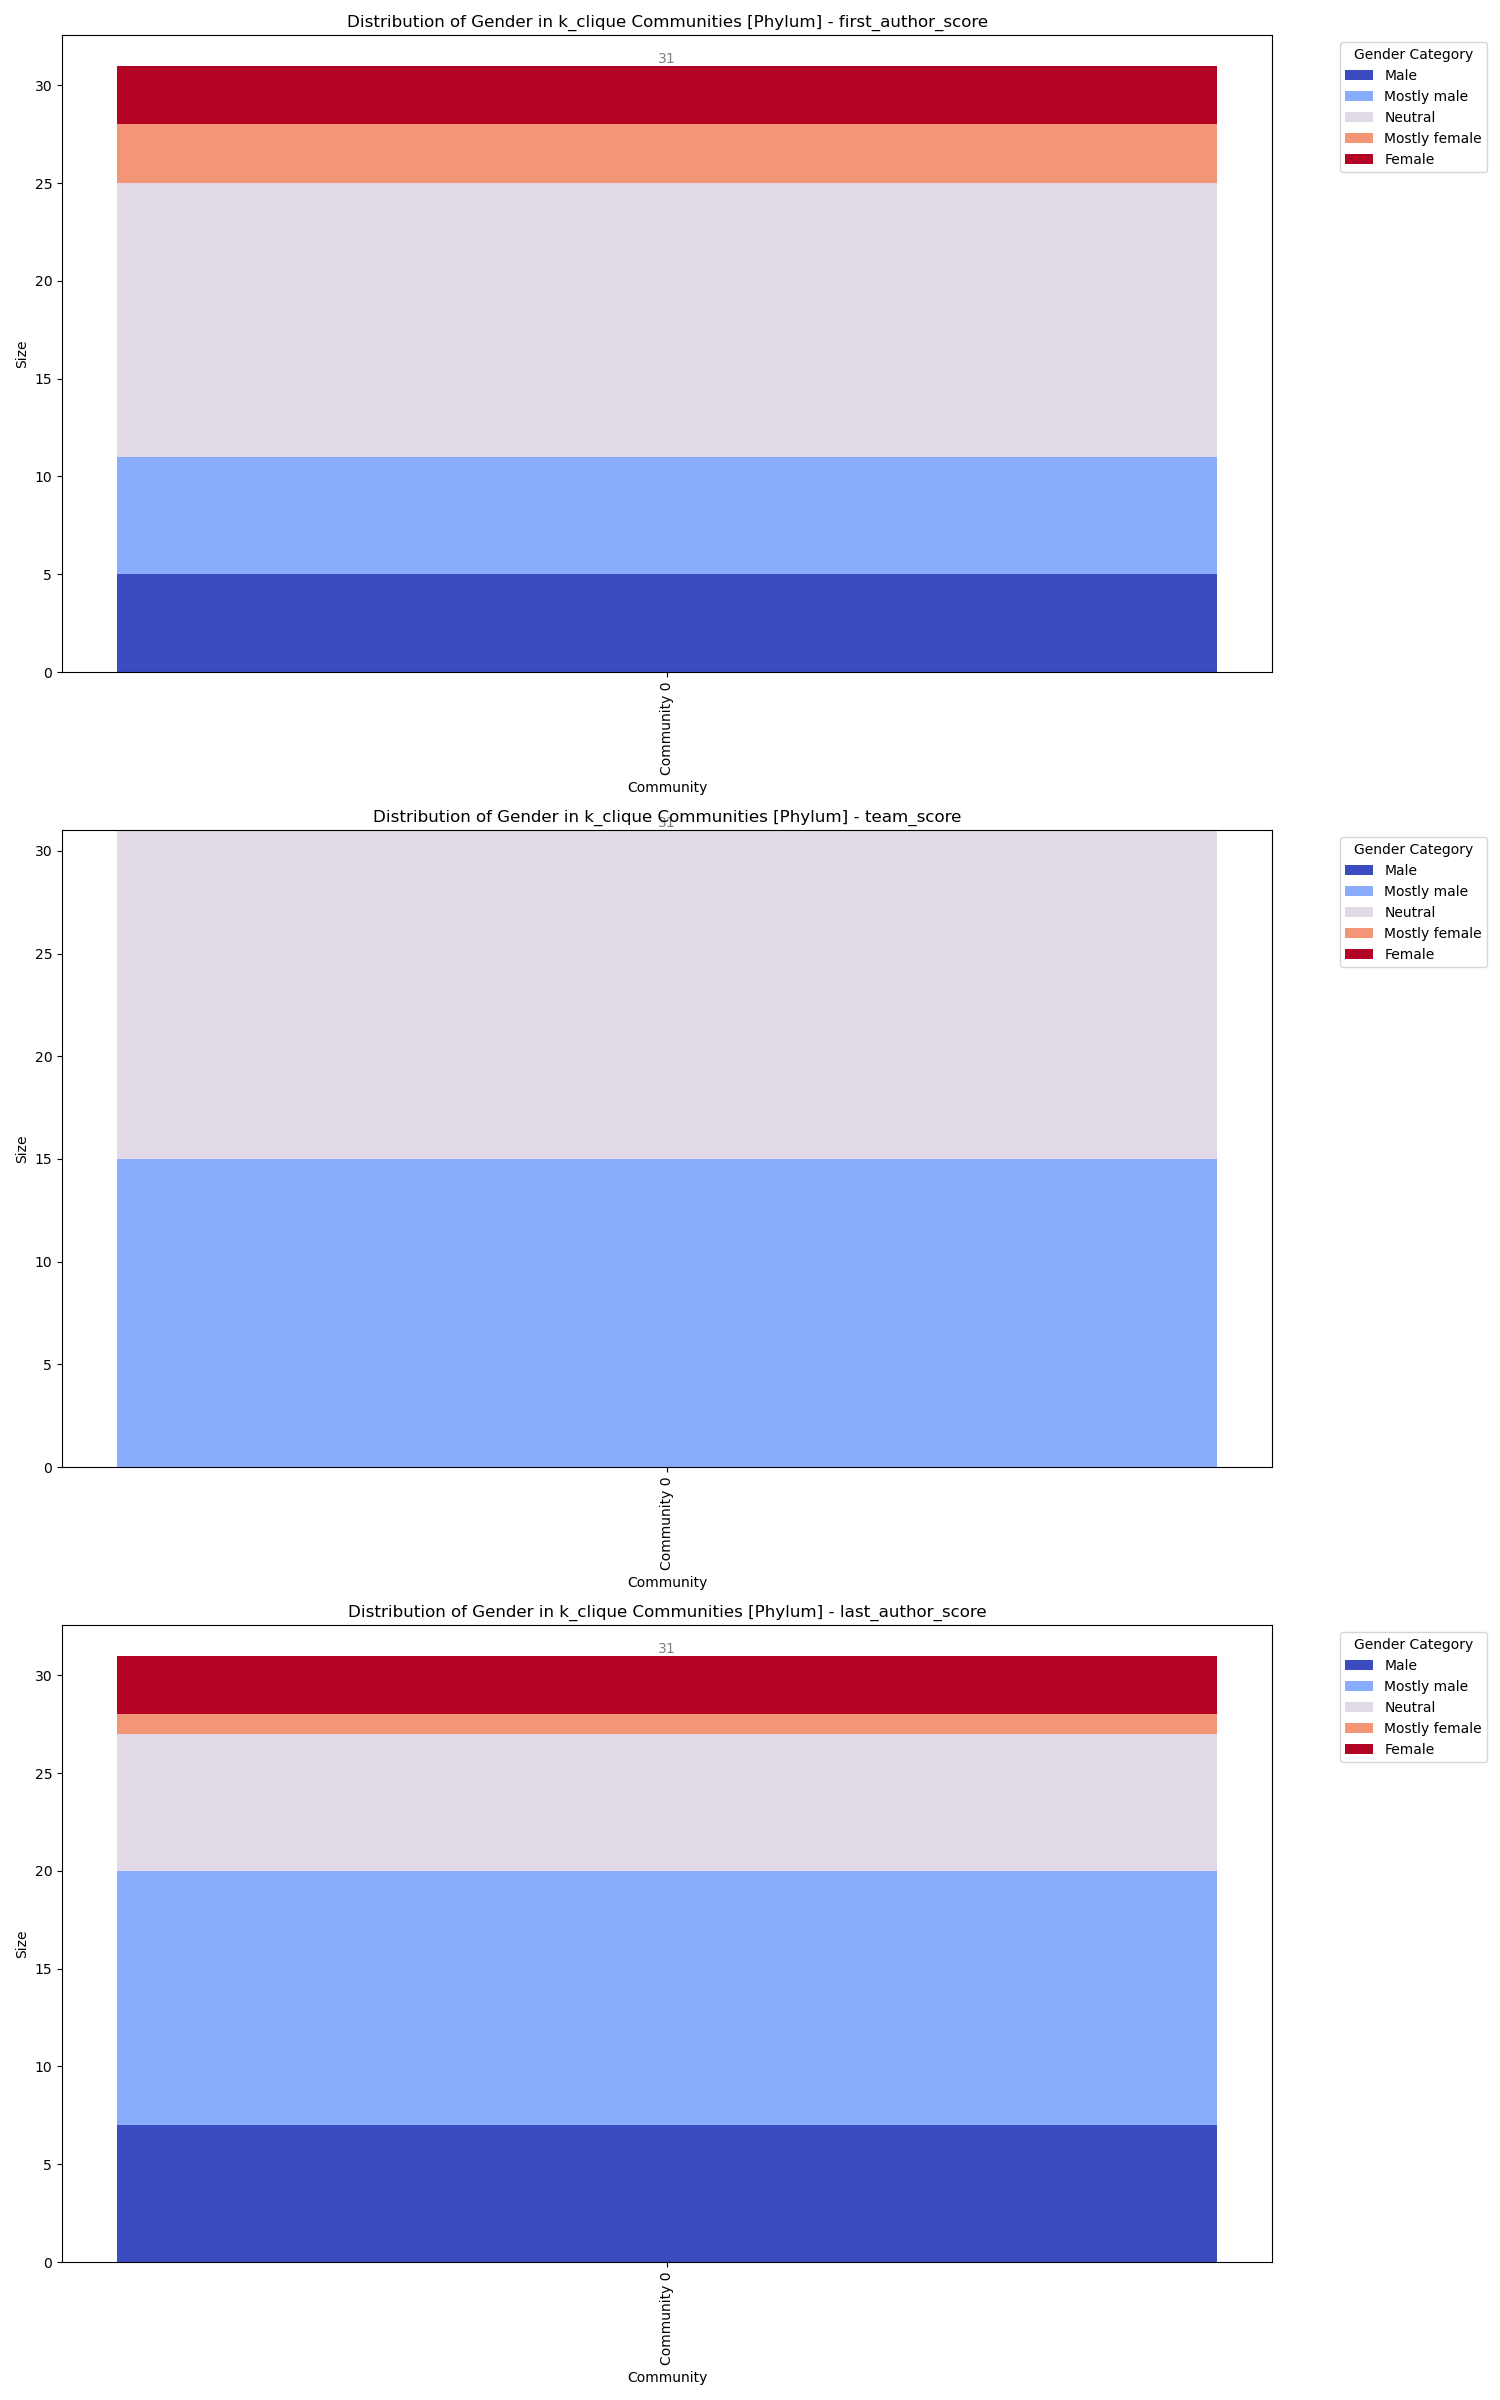 Distribution of Gender in k_clique Communities [Phylum] - first_author_score
31
30
25
20
15
10
5
0
Size
Community 0
Community
Gender Category
Male
Mostly male
Neutral
Mostly female
Female
Distribution of Gender in k_clique Communities [Phylum] - team_score
31
30
25
20
15
10
5
0
Size
Community 0
Community
Gender Category
Male
Mostly male
Neutral
Mostly female
Female
Distribution of Gender in k_clique Communities [Phylum] - last_author_score
31
30
25
20
15
10
5
0
Size
Community 0
Community
Gender Category
Male
Mostly male
Neutral
Mostly female
Female